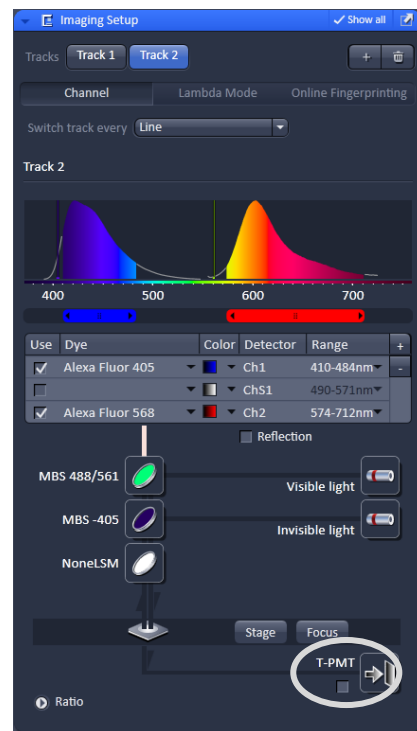 Imaging Setup Show all
Tracks Track 1 Track 2 +
Channel Lambda Mode Online Fingerprinting
Switch track every Line
Track 2
400 500 600 700
Use Dye Color Detector Range +
Alexa Fluor 405 Ch1 410-484nm -
ChS1 490-571nm
Alexa Fluor 568 Ch2 574-712nm
Reflection
MBS 488/561
Visible light
MBS -405
Invisible light
NoneLSM
Stage Focus
T-PMT
Ratio